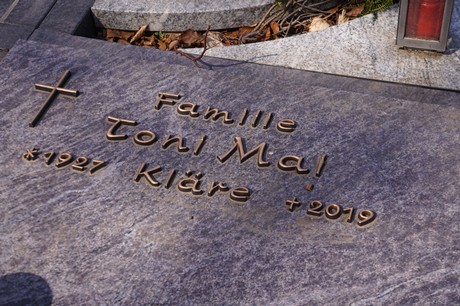 Familie
Toni Mai
Kläre
* 1927 + 2019